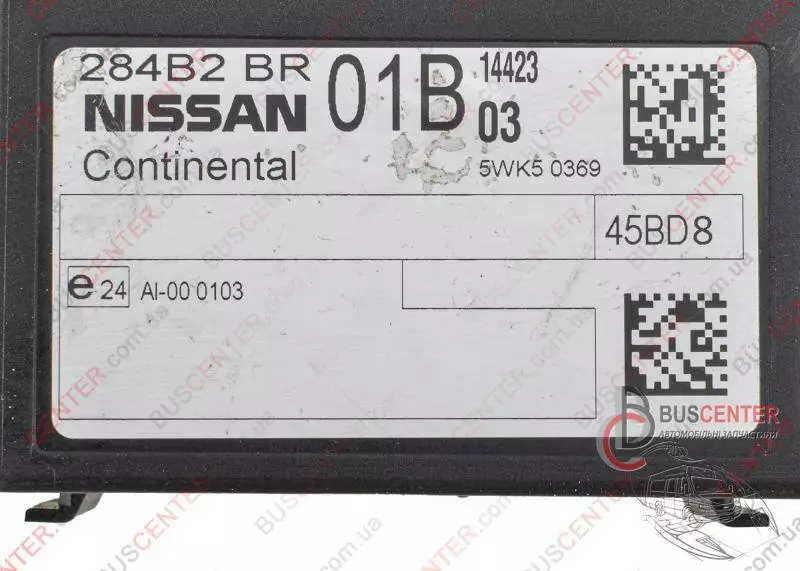 284B2 BR 01B 14423
NISSAN 03
Continental 5WK5 0369
45BD8
e 24 AI-00 0103
BUSCENTER
АВТОМОБІЛЬНІ ЗАПЧАСТИНИ
BUSCENTER.com.ua